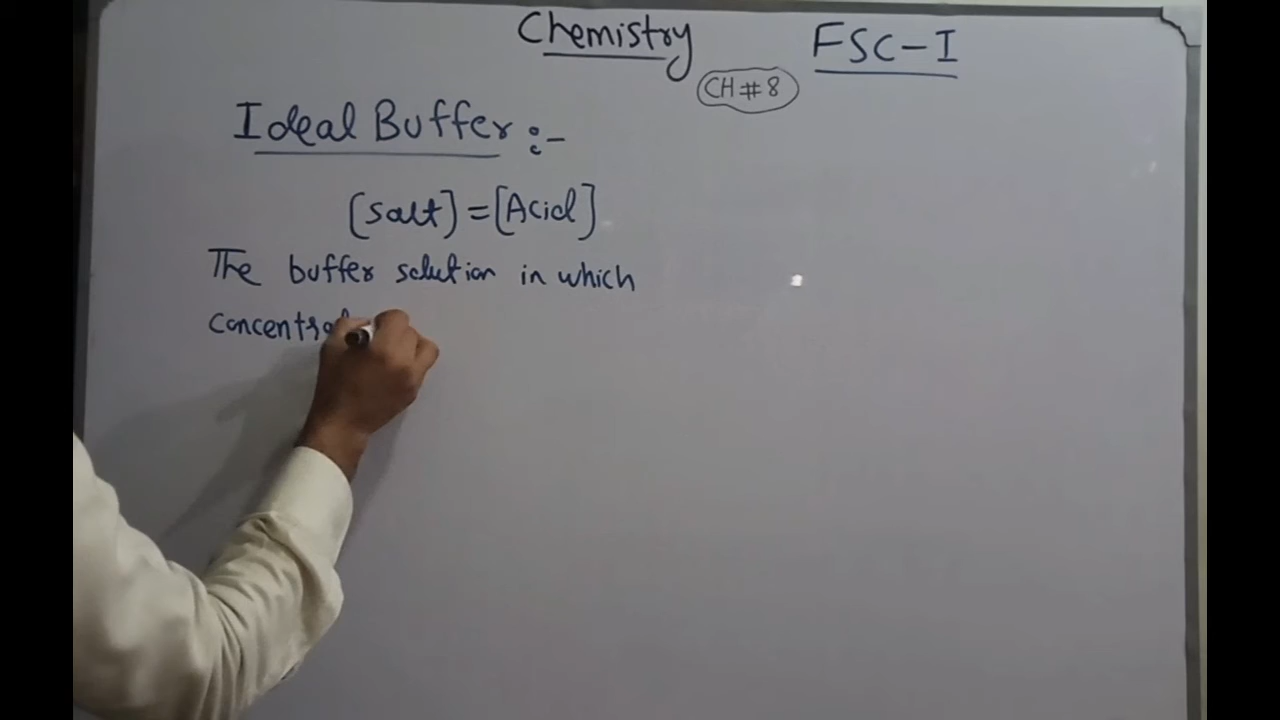 Chemistry FSC-I
CH # 8
Ideal Buffer :-
[Salt] = [Acid]
The buffer solution in which